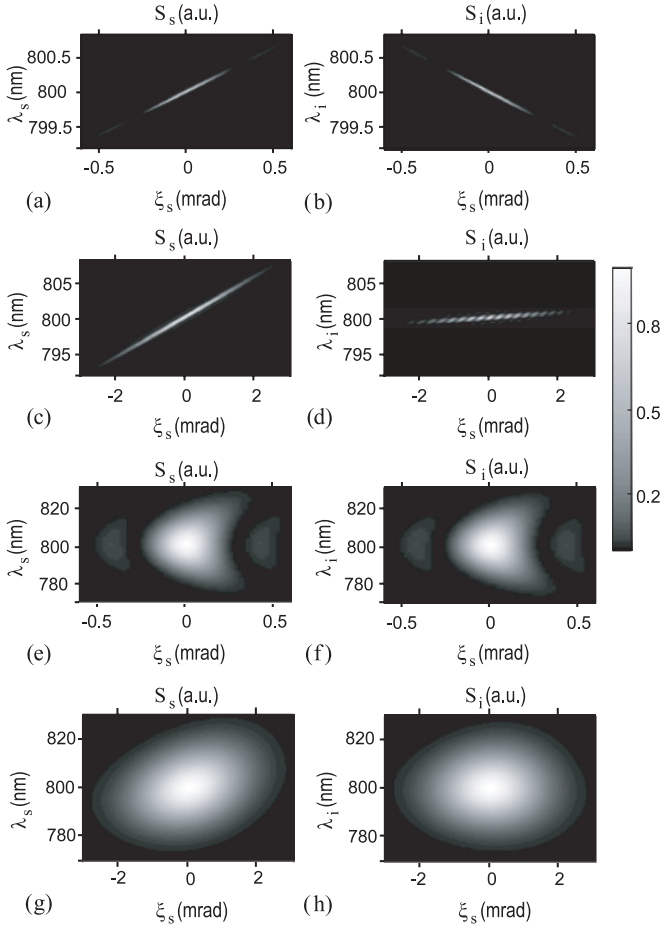 S_s (a.u.)
S_i (a.u.)
λ_s (nm)
800.5
800
799.5
λ_i (nm)
800.5
800
799.5
-0.5 0 0.5
-0.5 0 0.5
(a) ξ_s (mrad)
(b) ξ_s (mrad)
S_s (a.u.)
S_i (a.u.)
λ_s (nm)
805
800
795
λ_i (nm)
805
800
795
-2 0 2
-2 0 2
(c) ξ_s (mrad)
(d) ξ_s (mrad)
0.8
0.5
0.2
S_s (a.u.)
S_i (a.u.)
λ_s (nm)
820
800
780
λ_i (nm)
820
800
780
-0.5 0 0.5
-0.5 0 0.5
(e) ξ_s (mrad)
(f) ξ_s (mrad)
S_s (a.u.)
S_i (a.u.)
λ_s (nm)
820
800
780
λ_i (nm)
820
800
780
-2 0 2
-2 0 2
(g) ξ_s (mrad)
(h) ξ_s (mrad)